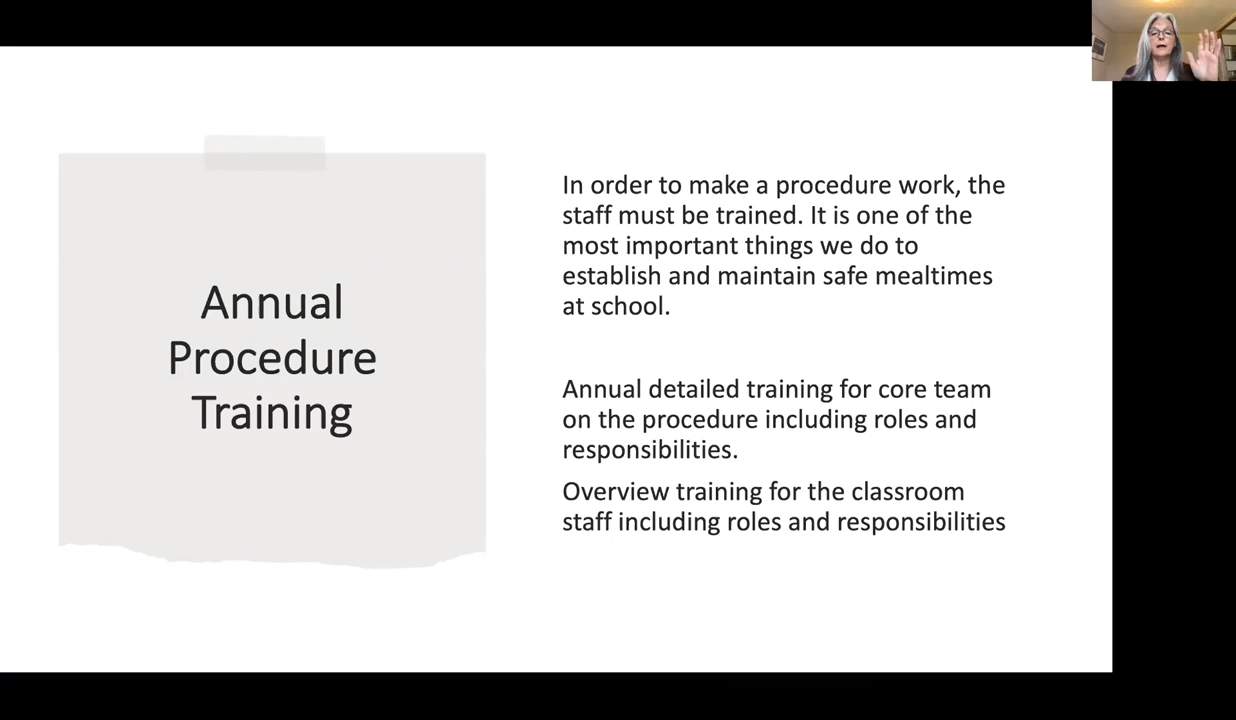 Annual
Procedure
Training
In order to make a procedure work, the
staff must be trained. It is one of the
most important things we do to
establish and maintain safe mealtimes
at school.
Annual detailed training for core team
on the procedure including roles and
responsibilities.
Overview training for the classroom
staff including roles and responsibilities